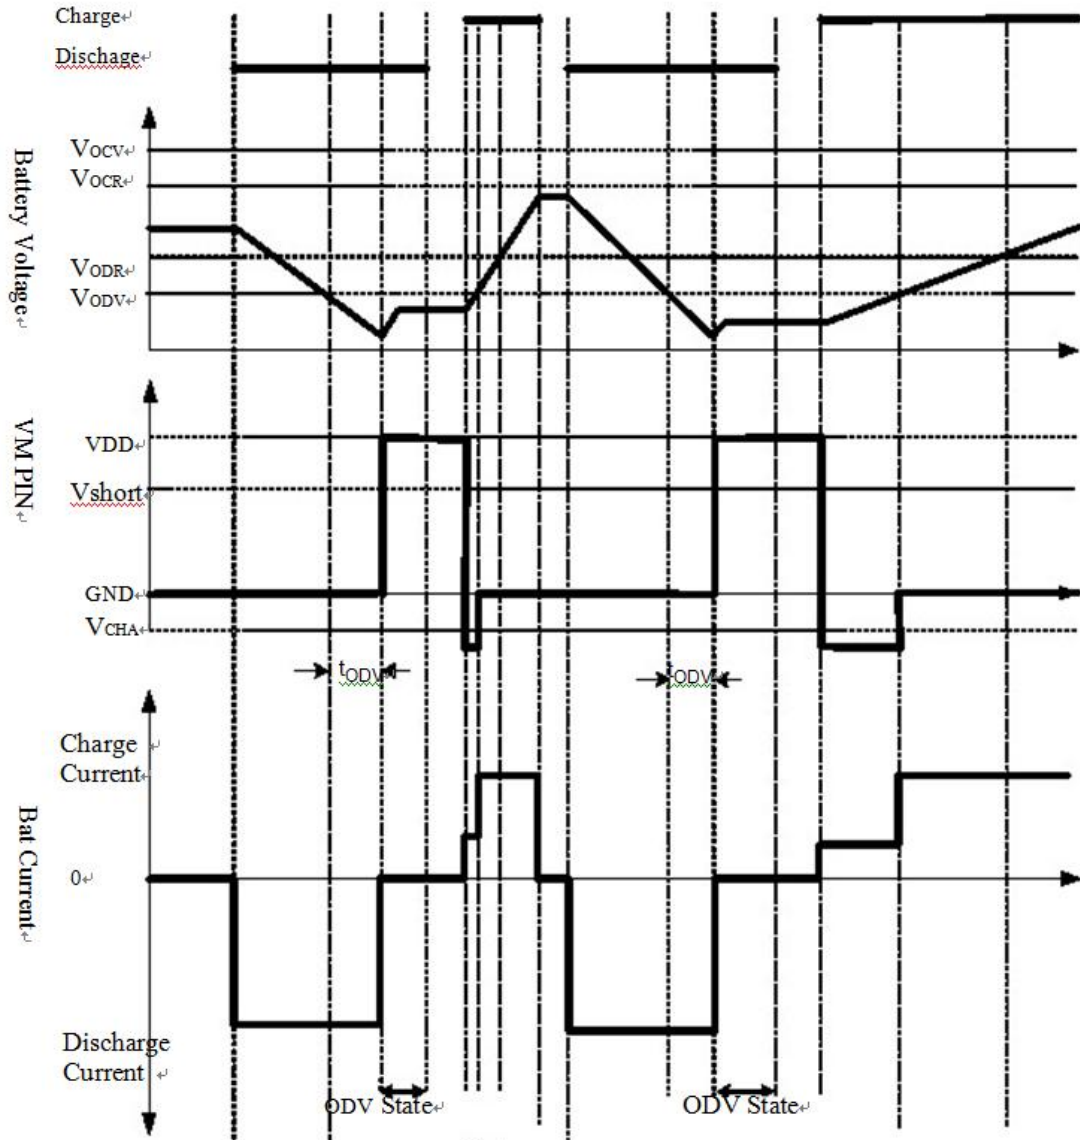 Charge
Dischage
Battery Voltage
VOCV
VOCR
VODR
VODV
VM PIN
VDD
Vshort
GND
VCHA
tODV
tODV
Bat Current
Charge
Current
0
Discharge
Current
ODV State
ODV State